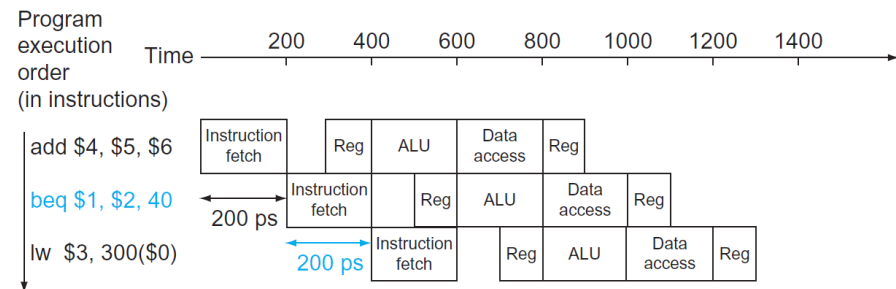 Program
execution
order
(in instructions)
Time
200 400 600 800 1000 1200 1400
add $4, $5, $6
Instruction
fetch
Reg
ALU
Data
access
Reg
beq $1, $2, 40
200 ps
Instruction
fetch
Reg
ALU
Data
access
Reg
lw $3, 300($0)
200 ps
Instruction
fetch
Reg
ALU
Data
access
Reg